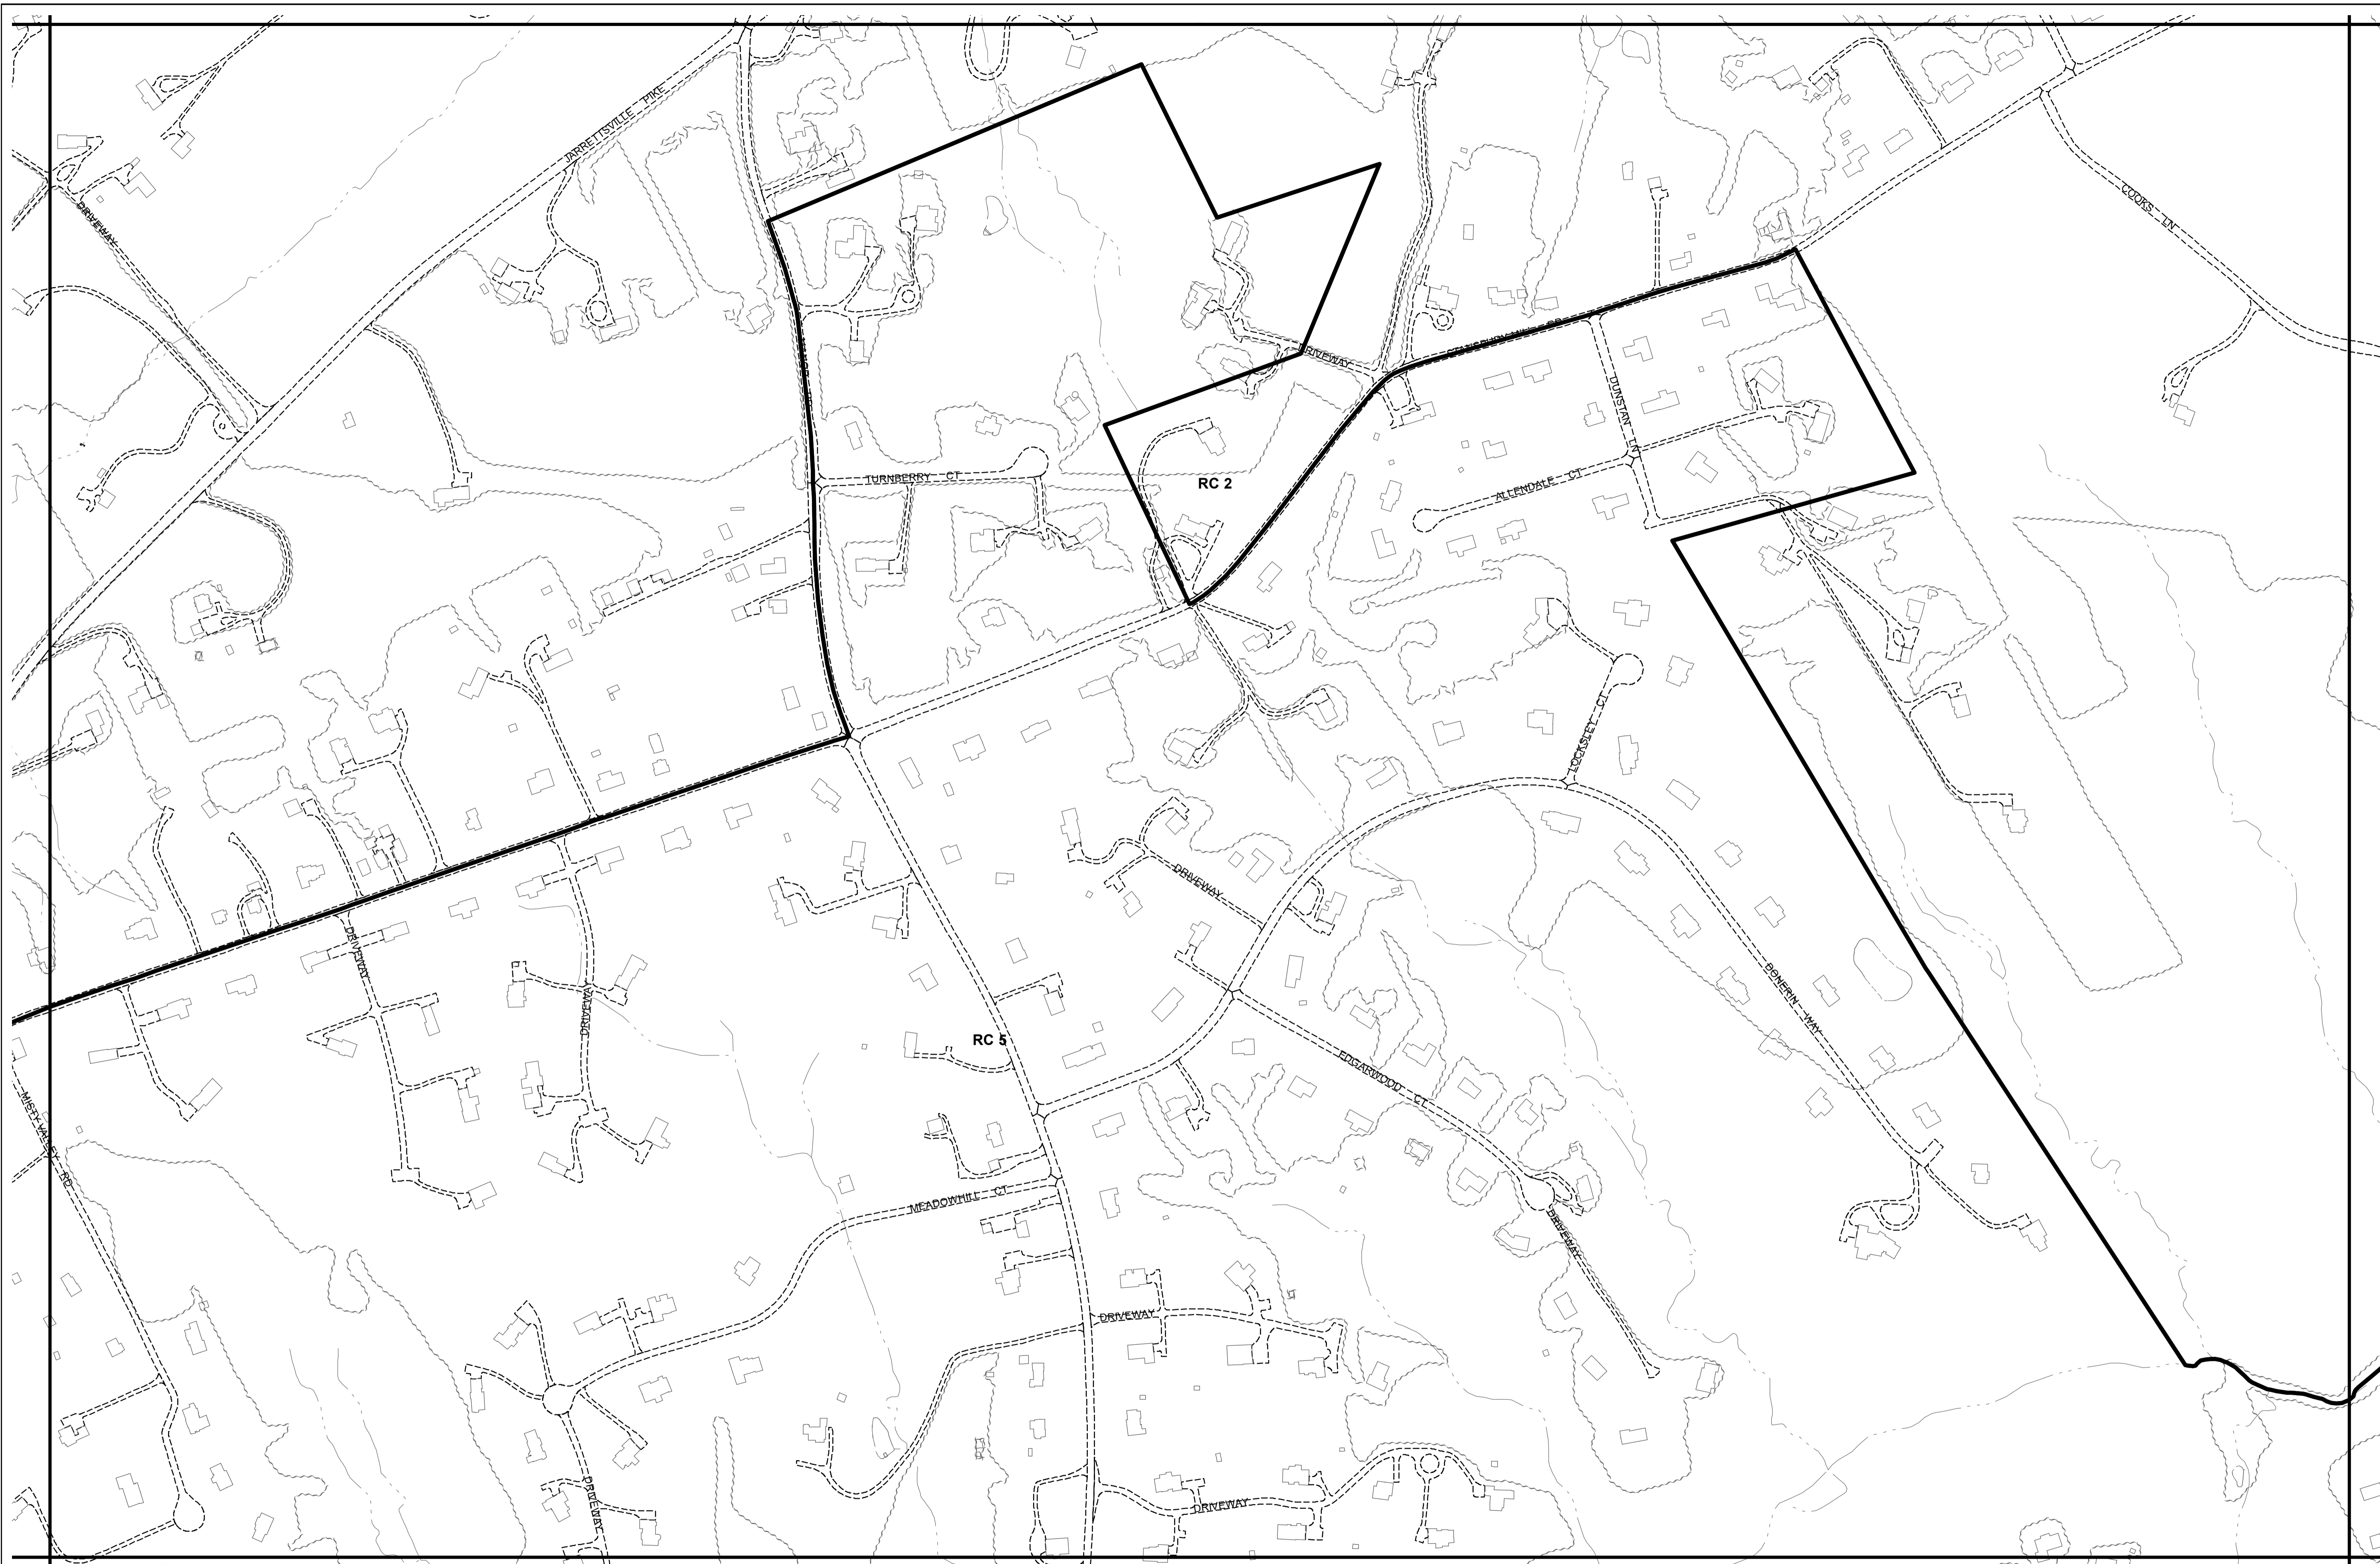 JARRETTSVILLE PIKE
DRIVEWAY
COOKS LN
DRIVEWAY
DUNSTAN LN
TURNBERRY CT
RC 2
ALLENDALE CT
LOCKSLEY CT
DRIVEWAY
DRIVEWAY
DRIVEWAY
DONERIN WAY
RC 5
EDGARWOOD CT
MISTY VALLEY RD
MEADOWHILL CT
DRIVEWAY
DRIVEWAY
DRIVEWAY
DRIVEWAY